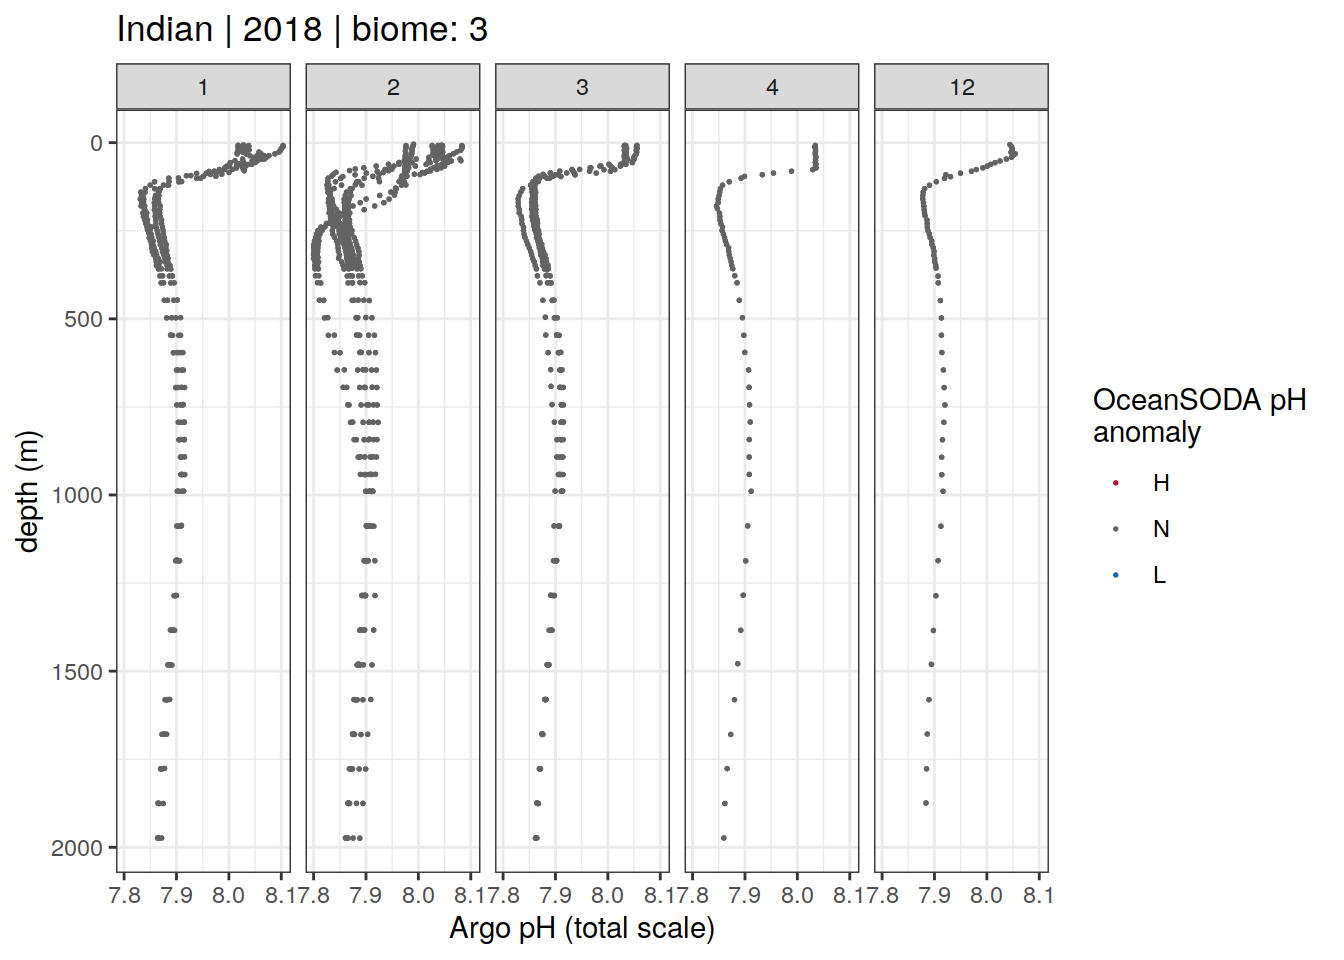 Indian | 2018 | biome: 3
1 2 3 4 12
0
500
1000
1500
2000
depth (m)
7.8 7.9 8.0 8.1 7.8 7.9 8.0 8.1 7.8 7.9 8.0 8.1 7.8 7.9 8.0 8.1 7.8 7.9 8.0 8.1
Argo pH (total scale)
OceanSODA pH
anomaly
H
N
L